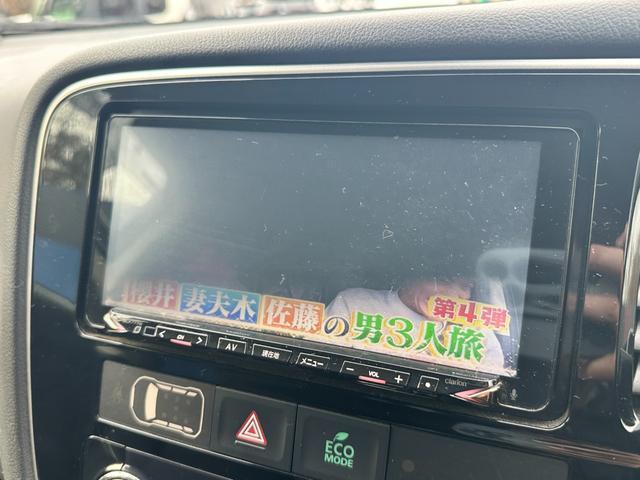 第4弾
櫻井 妻夫木 佐藤の男3人旅
< CH >
AV
現在地
メニュー
- VOL +
clarion
ECO
MODE